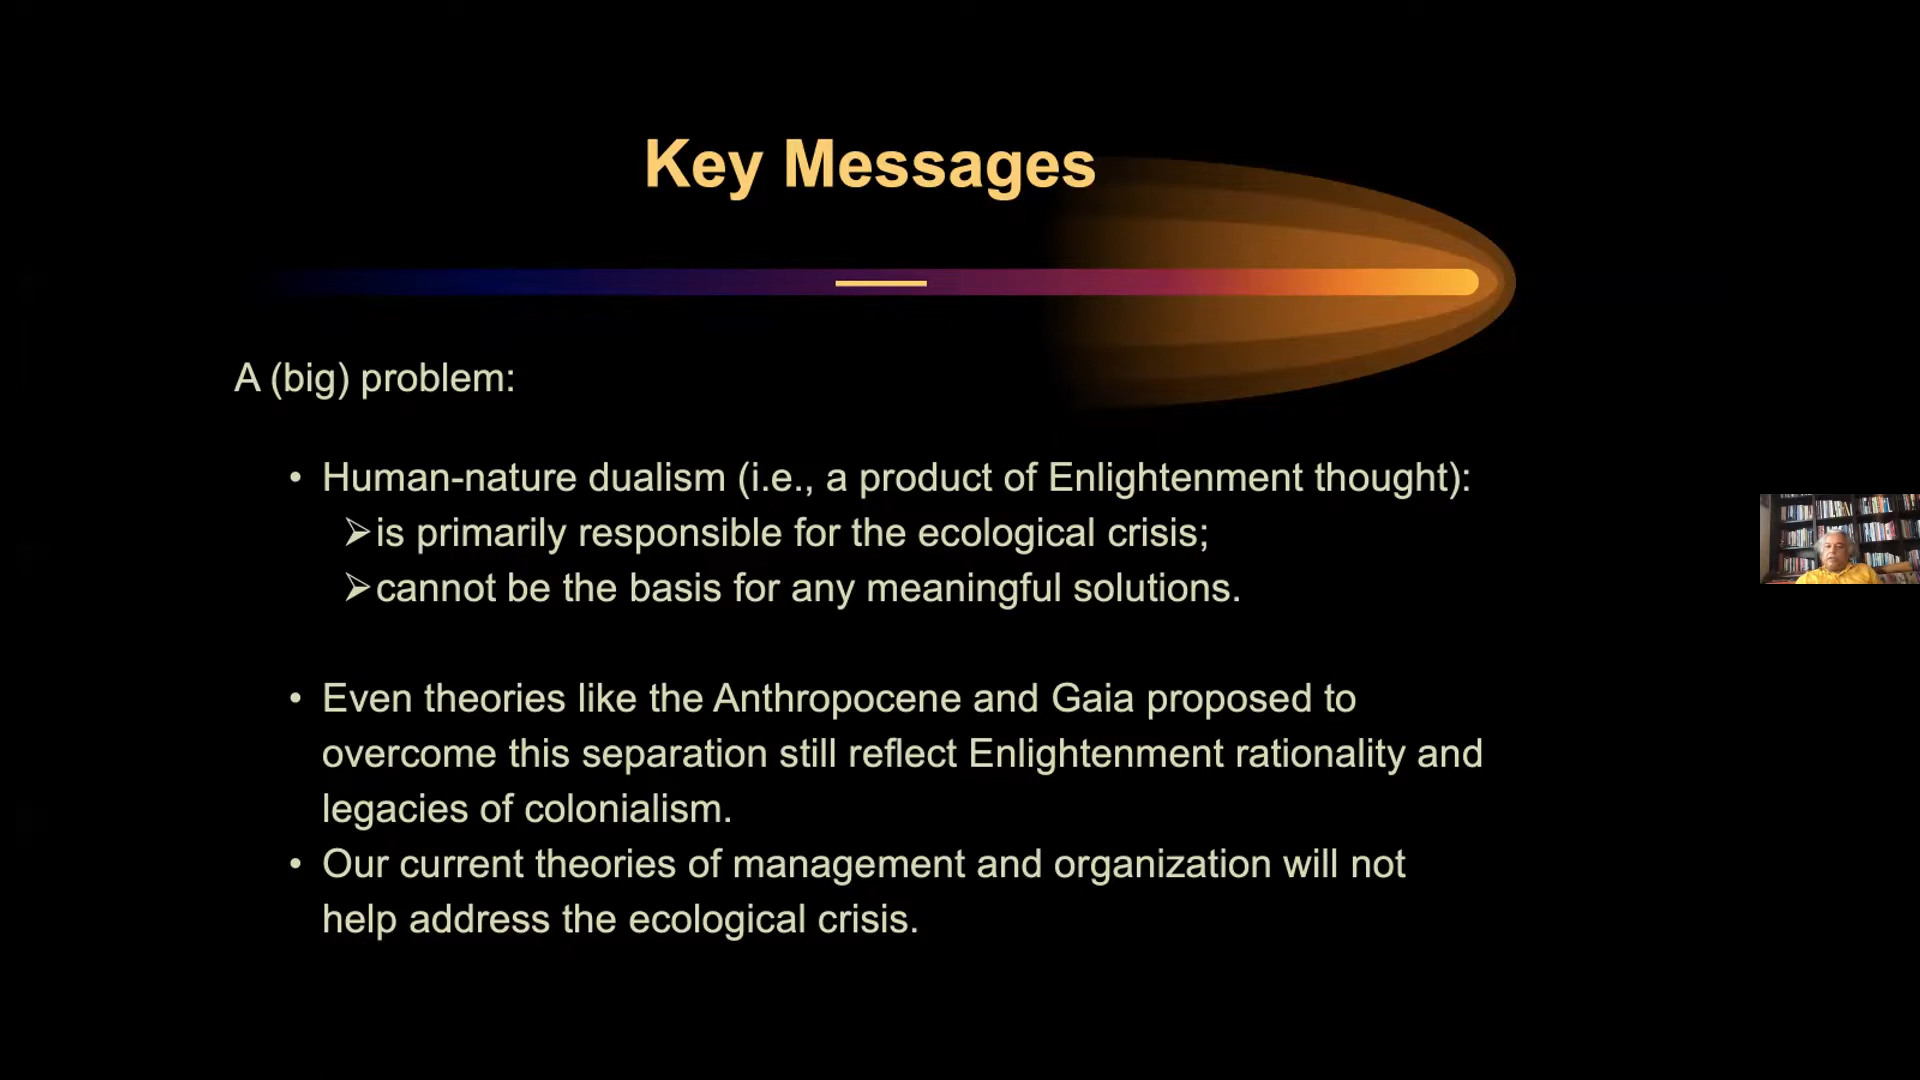 Key Messages
A (big) problem:
• Human-nature dualism (i.e., a product of Enlightenment thought):
➢is primarily responsible for the ecological crisis;
➢cannot be the basis for any meaningful solutions.
• Even theories like the Anthropocene and Gaia proposed to
overcome this separation still reflect Enlightenment rationality and
legacies of colonialism.
• Our current theories of management and organization will not
help address the ecological crisis.